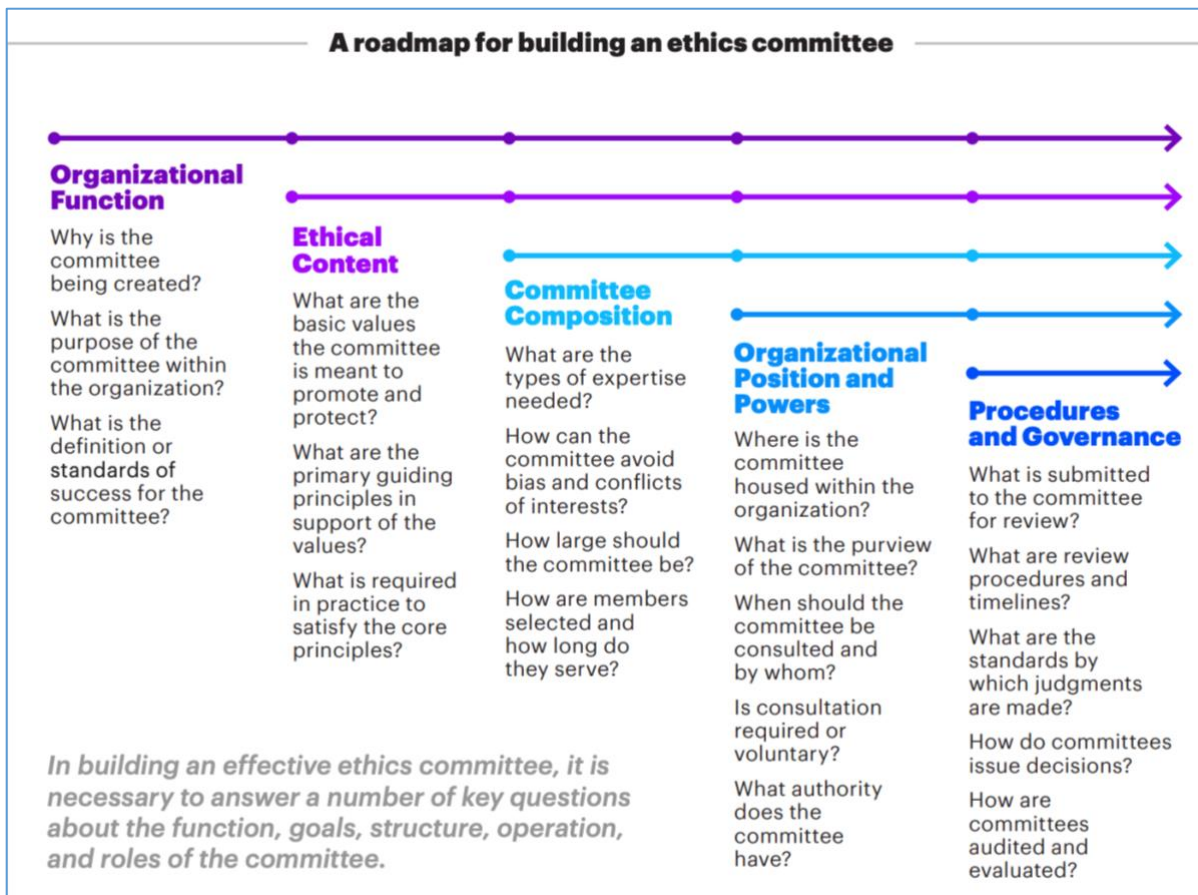 A roadmap for building an ethics committee
Organizational
Function
Why is the
committee
being created?
What is the
purpose of the
committee within
the organization?
What is the
definition or
standards of
success for the
committee?
Ethical
Content
What are the
basic values
the committee
is meant to
promote and
protect?
What are the
primary guiding
principles in
support of the
values?
What is required
in practice to
satisfy the core
principles?
Committee
Composition
What are the
types of expertise
needed?
How can the
committee avoid
bias and conflicts
of interests?
How large should
the committee be?
How are members
selected and
how long do
they serve?
Organizational
Position and
Powers
Where is the
committee
housed within the
organization?
What is the purview
of the committee?
When should the
committee be
consulted and
by whom?
Is consultation
required or
voluntary?
What authority
does the
committee
have?
Procedures
and Governance
What is submitted
to the committee
for review?
What are review
procedures and
timelines?
What are the
standards by
which judgments
are made?
How do committees
issue decisions?
How are
committees
audited and
evaluated?
In building an effective ethics committee, it is
necessary to answer a number of key questions
about the function, goals, structure, operation,
and roles of the committee.